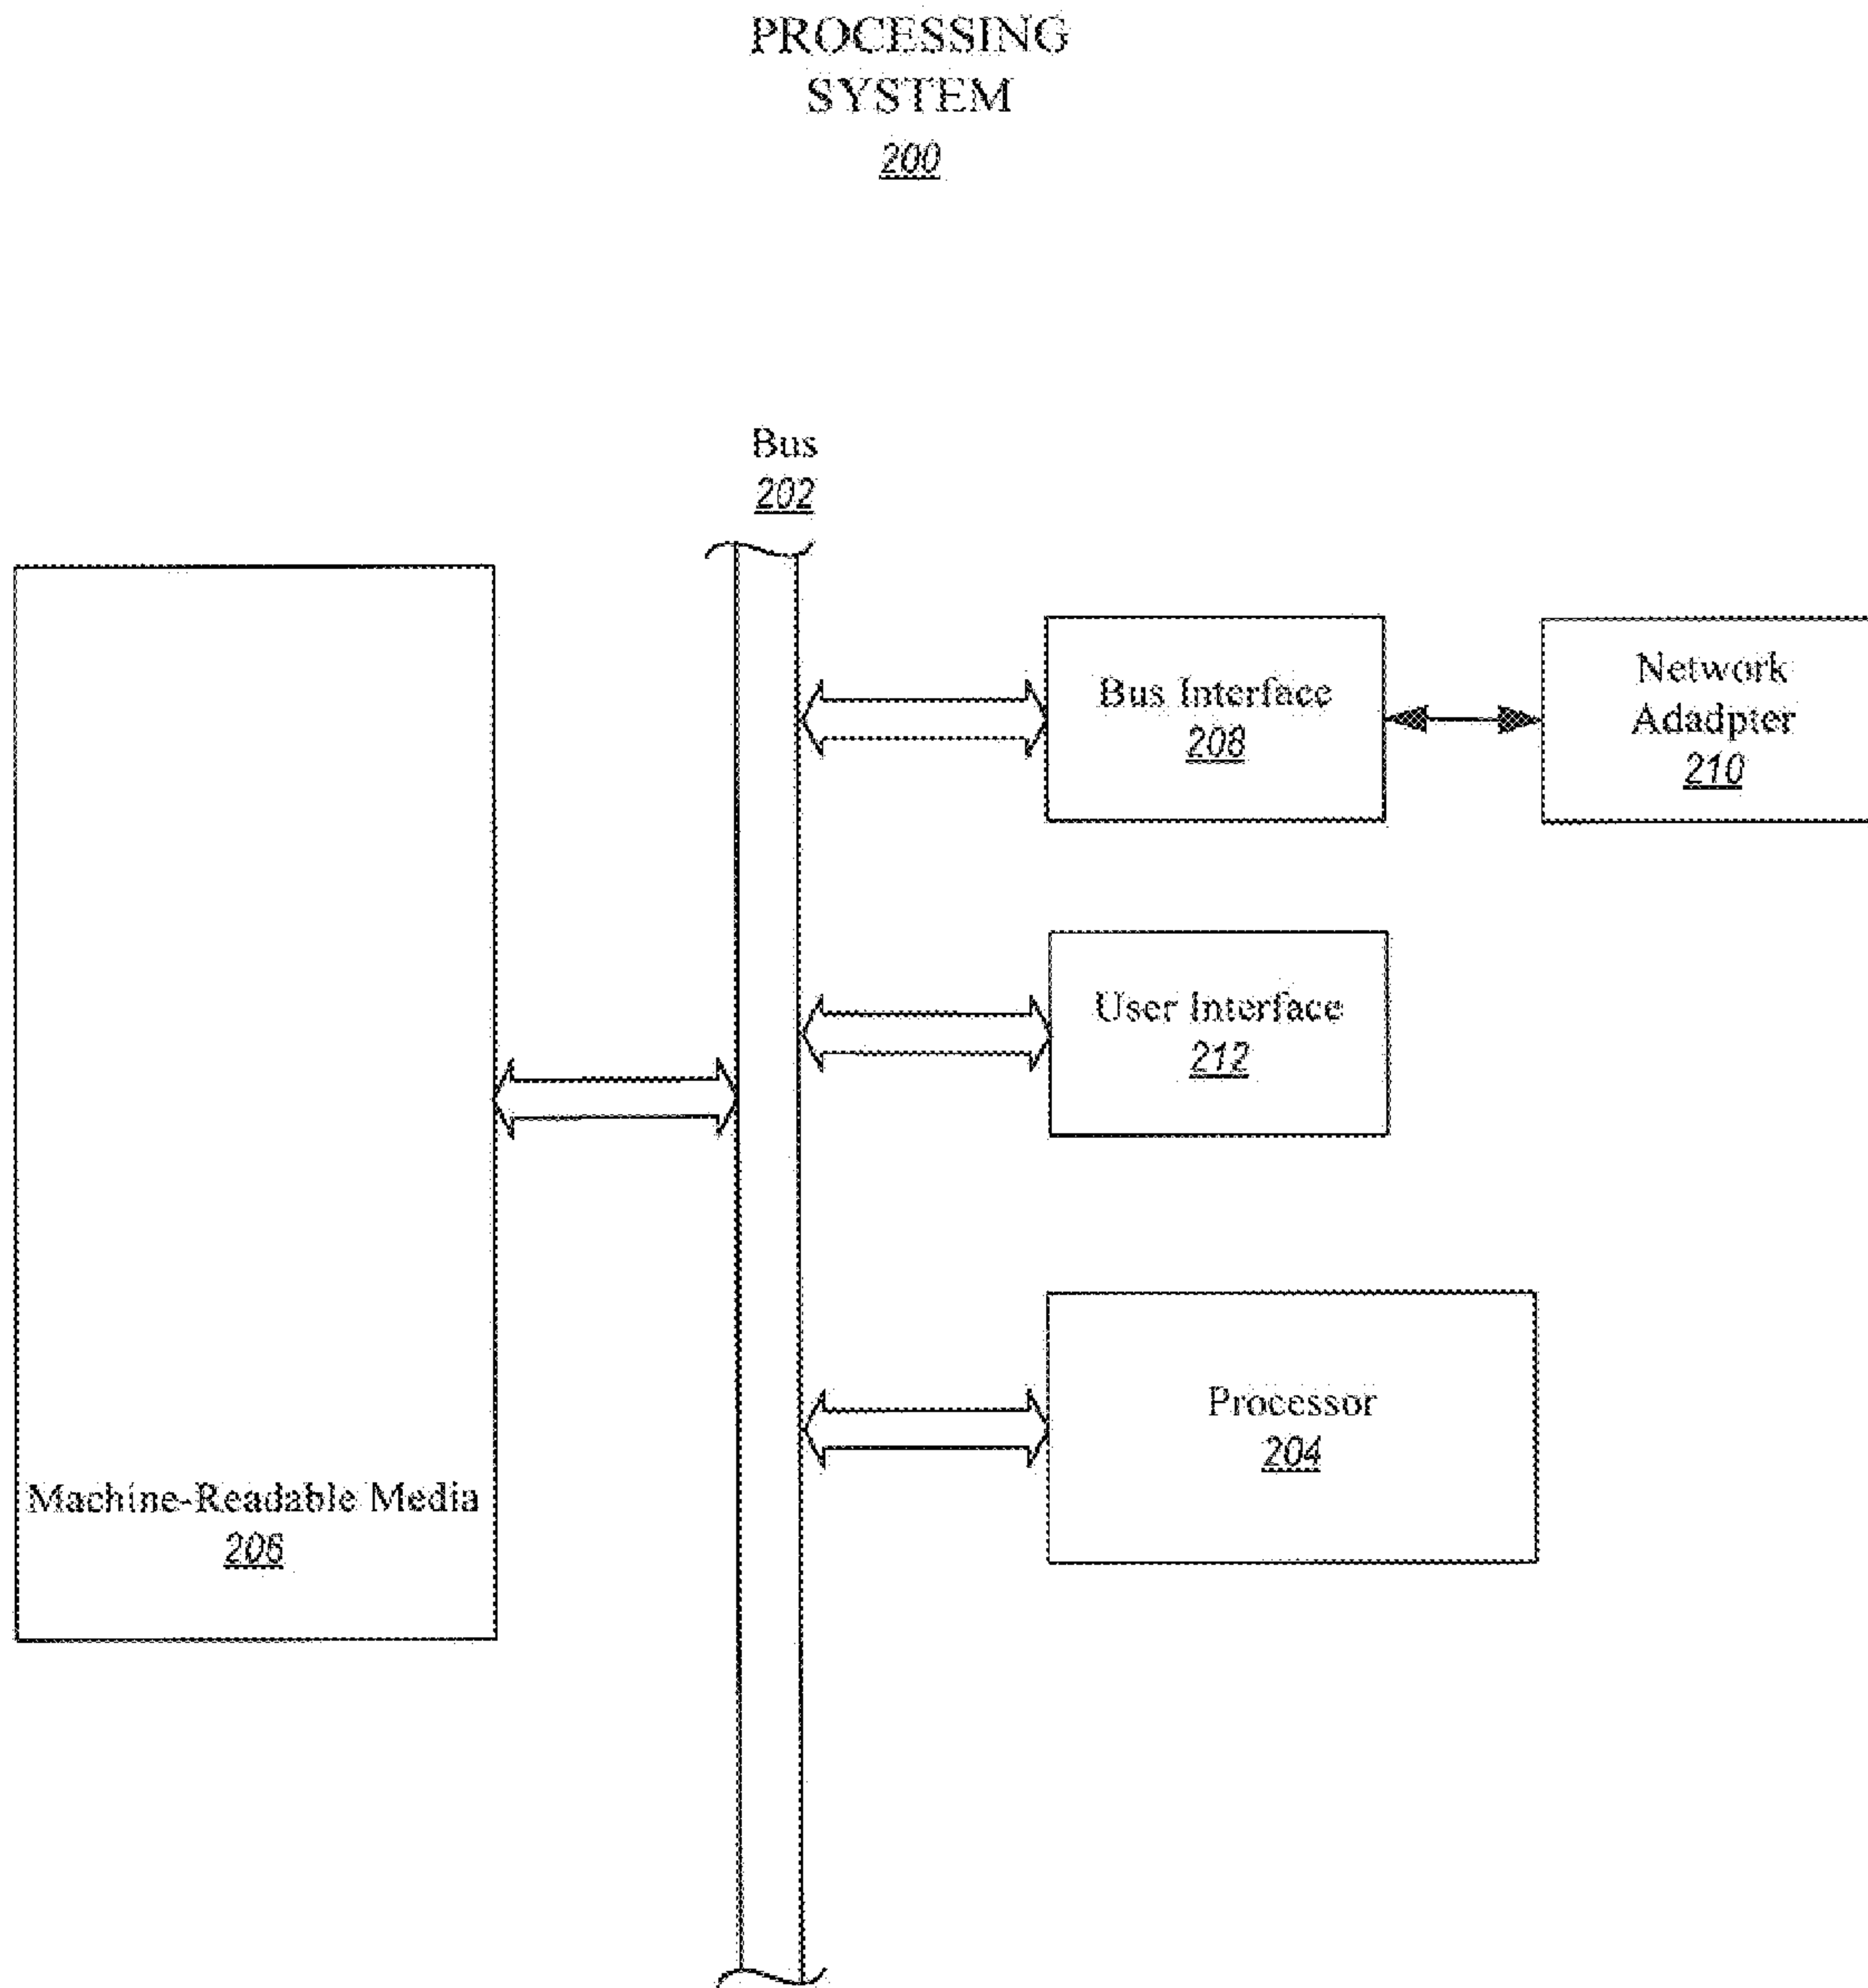 PROCESSING
SYSTEM
200
Bus
202
Bus Interface
208
Network
Adadpter
210
User Interface
212
Processor
204
Machine-Readable Media
206